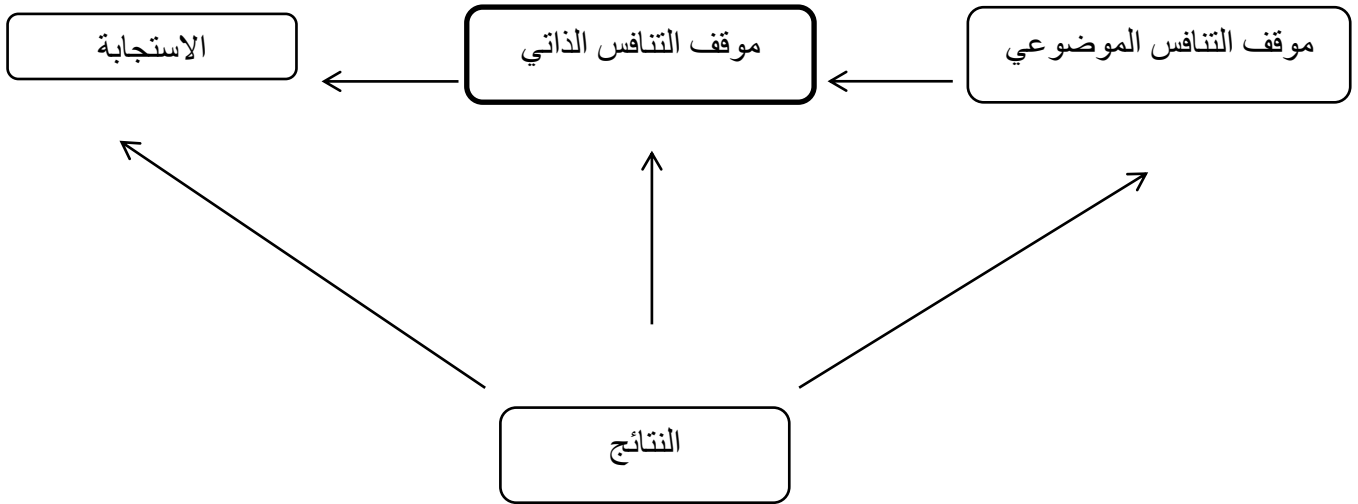 موقف التنافس الموضوعي
موقف التنافس الذاتي
الاستجابة
النتائج